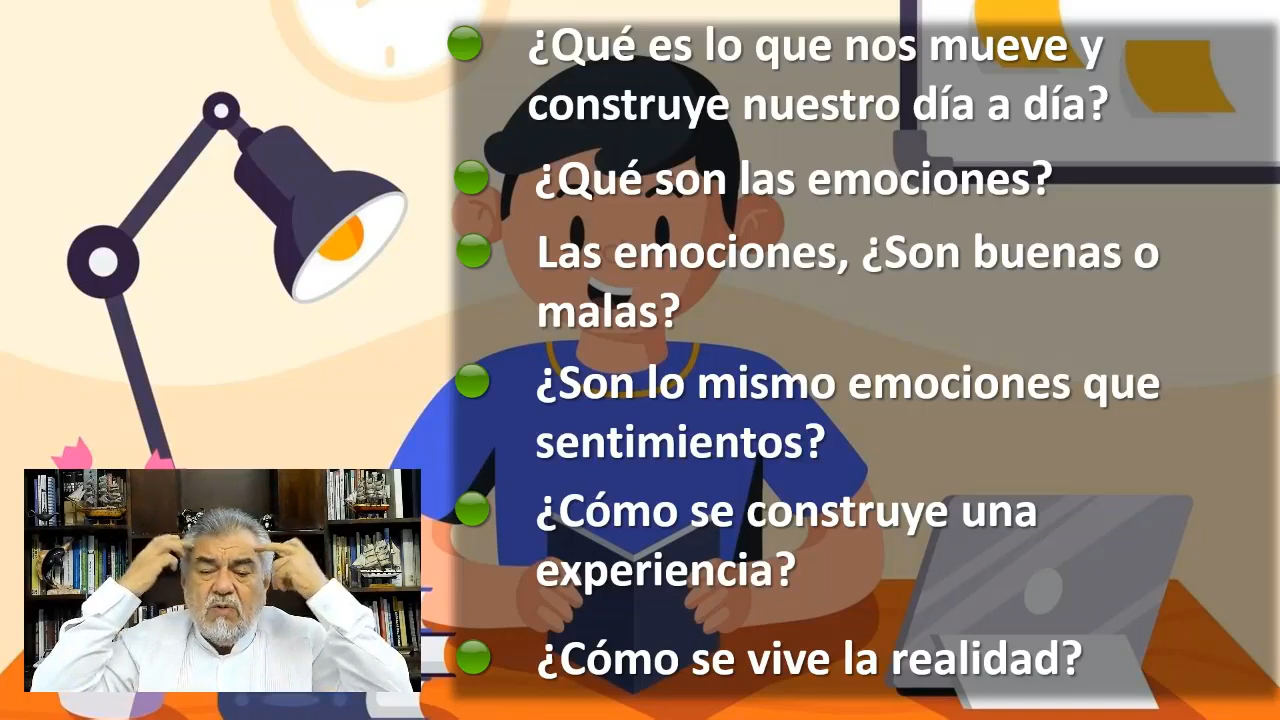 ¿Qué es lo que nos mueve y
construye nuestro día a día?
¿Qué son las emociones?
Las emociones, ¿Son buenas o
malas?
¿Son lo mismo emociones que
sentimientos?
¿Cómo se construye una
experiencia?
¿Cómo se vive la realidad?